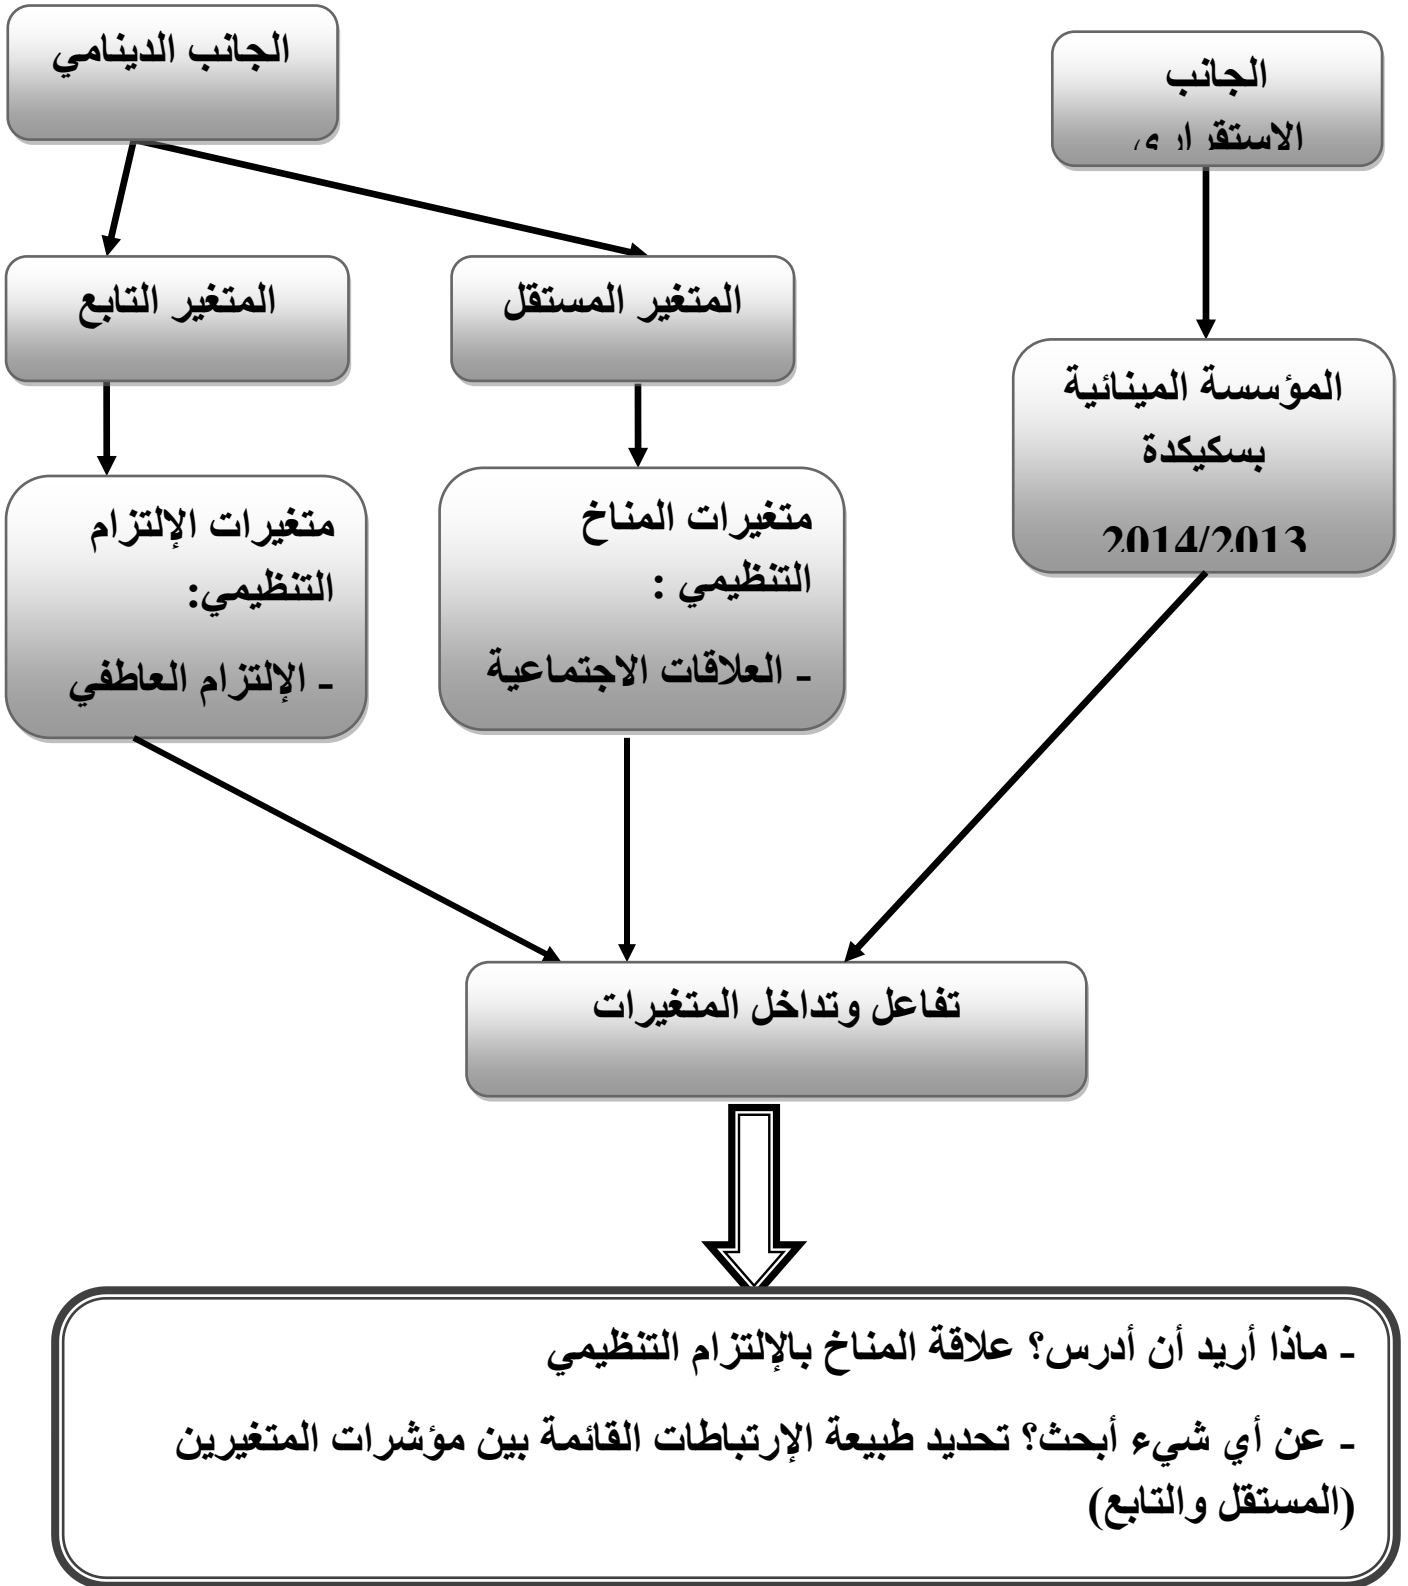 الجانب
الاستقراري
الجانب الدينامي
المتغير المستقل
المتغير التابع
المؤسسة المينائية
بسكيكدة
2014/2013
متغيرات المناخ
التنظيمي :
- العلاقات الاجتماعية
متغيرات الإلتزام
التنظيمي:
- الإلتزام العاطفي
تفاعل وتداخل المتغيرات
- ماذا أريد أن أدرس؟ علاقة المناخ بالإلتزام التنظيمي
- عن أي شيء أبحث؟ تحديد طبيعة الإرتباطات القائمة بين مؤشرات المتغيرين
(المستقل والتابع)